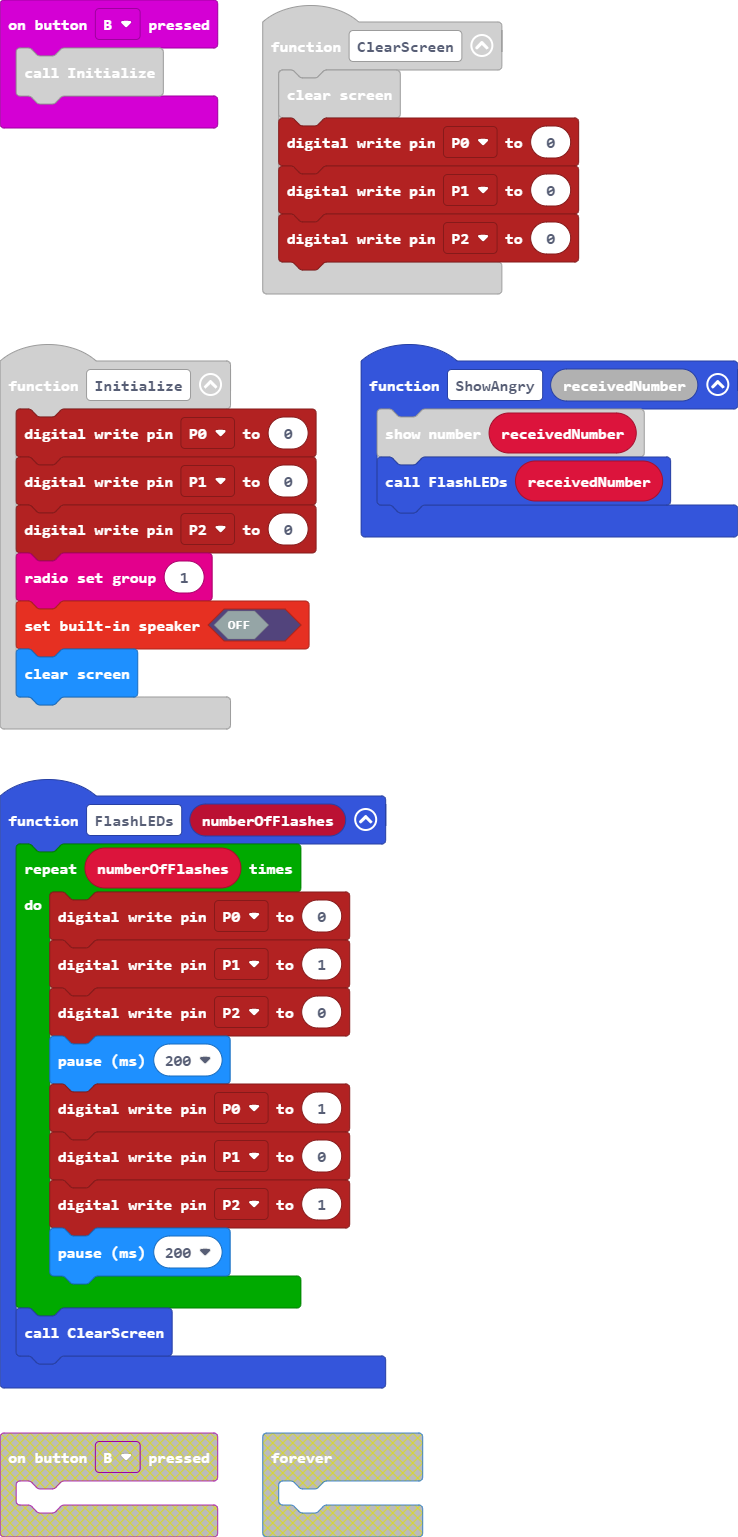 on button B pressed
call Initialize
function ClearScreen
clear screen
digital write pin P0 to 0
digital write pin P1 to 0
digital write pin P2 to 0
function Initialize
digital write pin P0 to 0
digital write pin P1 to 0
digital write pin P2 to 0
radio set group 1
set built-in speaker OFF
clear screen
function ShowAngry receivedNumber
show number receivedNumber
call FlashLEDs receivedNumber
function FlashLEDs numberOfFlashes
repeat numberOfFlashes times
do
digital write pin P0 to 0
digital write pin P1 to 1
digital write pin P2 to 0
pause (ms) 200
digital write pin P0 to 1
digital write pin P1 to 0
digital write pin P2 to 1
pause (ms) 200
call ClearScreen
on button B pressed
forever